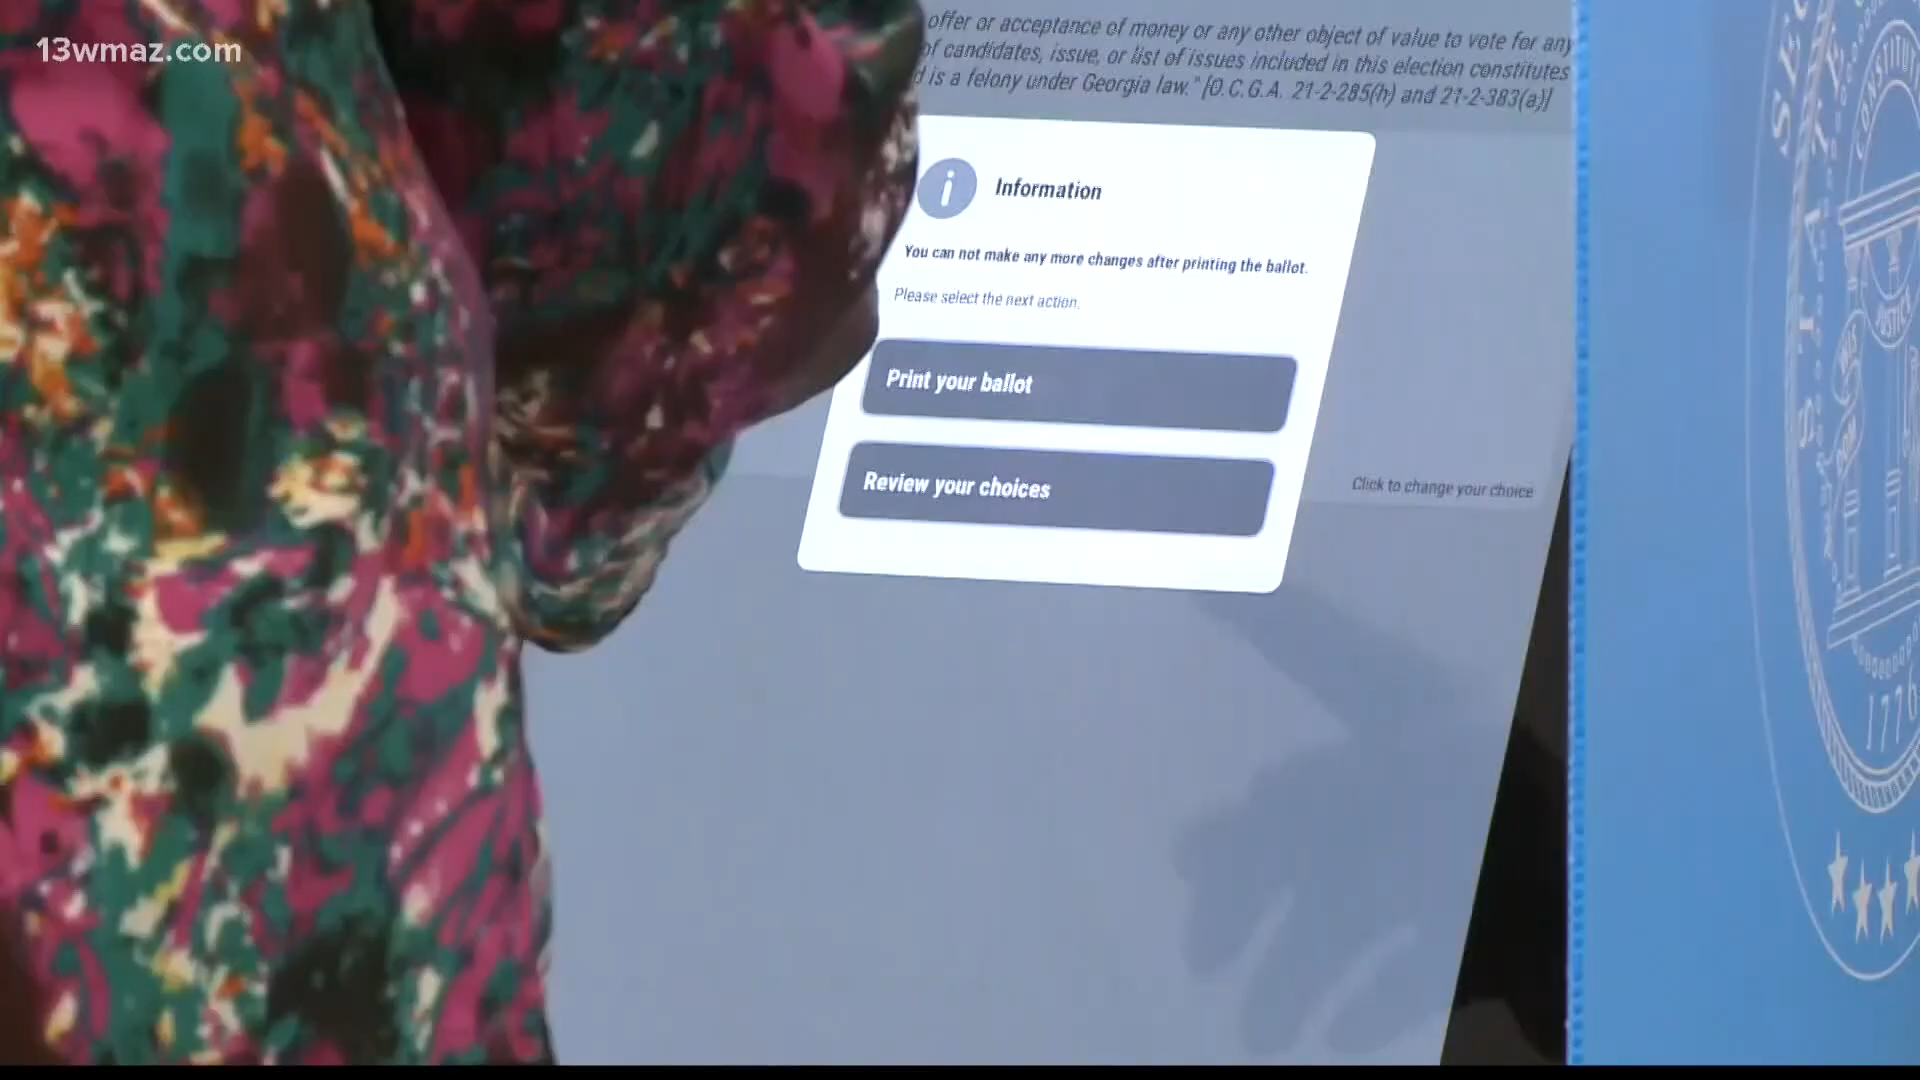 13wmaz.com
offer or acceptance of money or any other object of value to vote for any
of candidates, issue, or list of issues included in this election constitutes
is a felony under Georgia law." [O.C.G.A. 21-2-285(h) and 21-2-383(a)]
i Information
You can not make any more changes after printing the ballot.
Please select the next action.
Print your ballot
Review your choices
Click to change your choice
CONSTITU
JUSTIC
WIS
1776